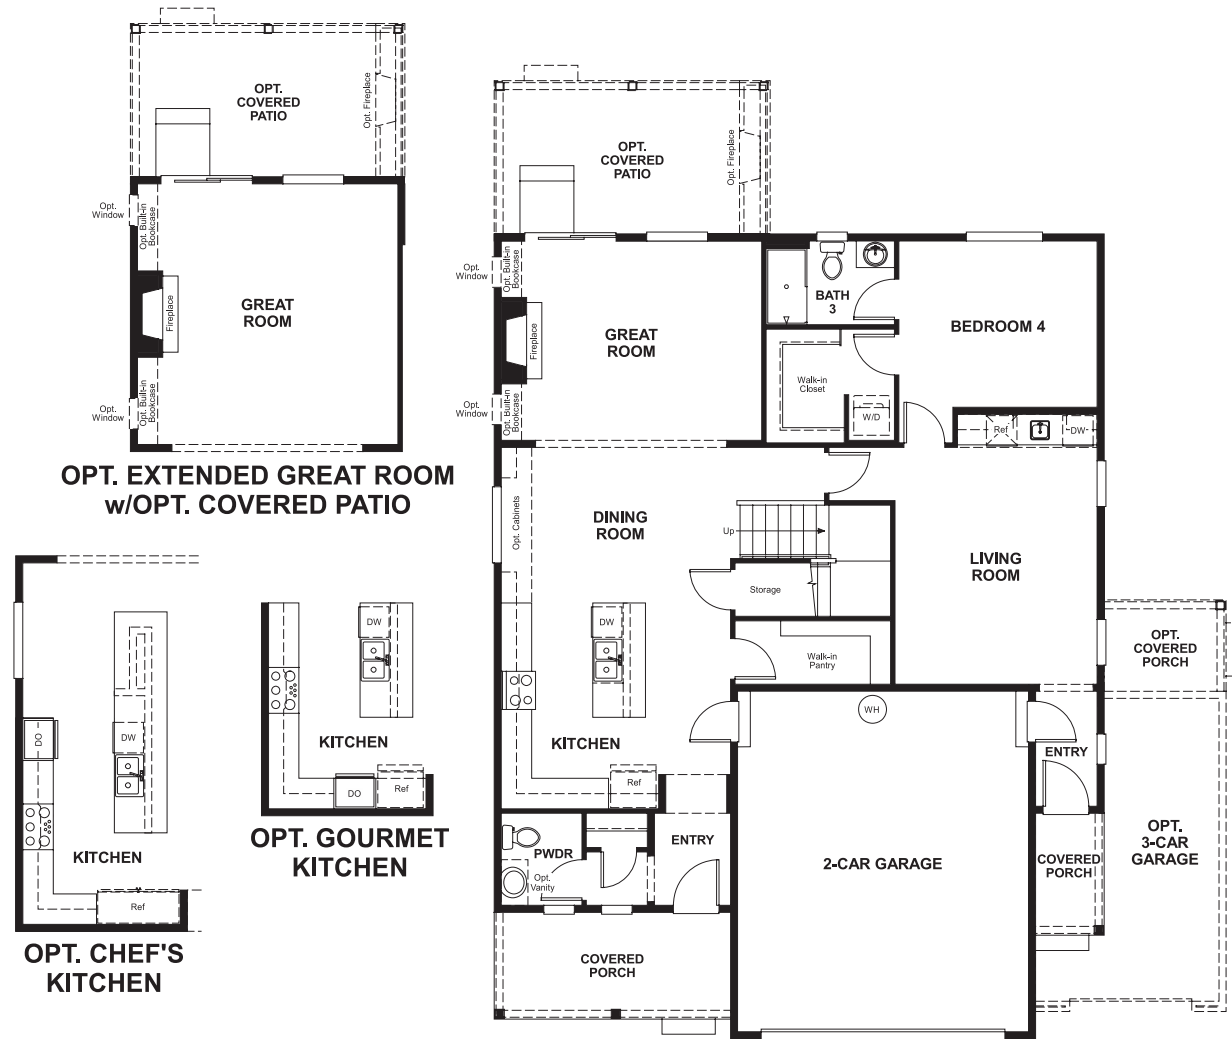 OPT.
COVERED
PATIO
Opt. Fireplace
Opt.
Window
Opt. Built-in
Bookcase
Fireplace
GREAT
ROOM
Opt.
Window
Opt. Built-in
Bookcase
OPT. EXTENDED GREAT ROOM
w/OPT. COVERED PATIO
OPT.
COVERED
PATIO
Opt. Fireplace
Opt.
Window
Opt. Built-in
Bookcase
Fireplace
GREAT
ROOM
Opt.
Window
Opt. Built-in
Bookcase
BATH
3
BEDROOM 4
Walk-in
Closet
W/D
Ref
DW
Opt. Cabinets
DINING
ROOM
Up
Storage
LIVING
ROOM
Walk-in
Pantry
DW
KITCHEN
Ref
WH
OPT.
COVERED
PORCH
ENTRY
PWDR
Opt.
Vanity
ENTRY
2-CAR GARAGE
COVERED
PORCH
OPT.
3-CAR
GARAGE
COVERED
PORCH
DO
DW
KITCHEN
Ref
OPT. CHEF'S
KITCHEN
DW
KITCHEN
DO
Ref
OPT. GOURMET
KITCHEN